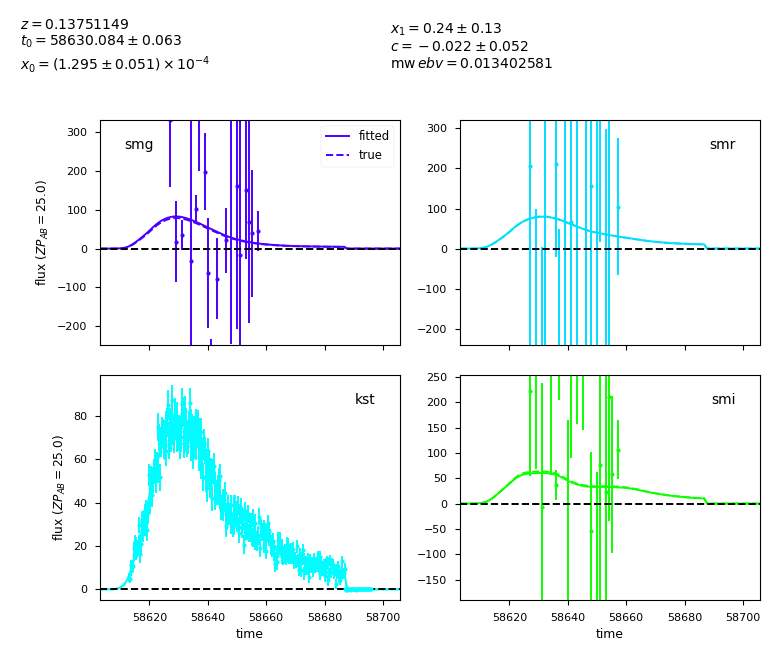 z = 0.13751149
t₀ = 58630.084 ± 0.063
x₀ = (1.295 ± 0.051) × 10⁻⁴
x₁ = 0.24 ± 0.13
c = −0.022 ± 0.052
mw ebv = 0.013402581
smg
fitted
true
flux (ZP_AB = 25.0)
300
200
100
0
−100
−200
smr
300
200
100
0
−100
−200
kst
flux (ZP_AB = 25.0)
80
60
40
20
0
58620 58640 58660 58680 58700
time
smi
250
200
150
100
50
0
−50
−100
−150
58620 58640 58660 58680 58700
time